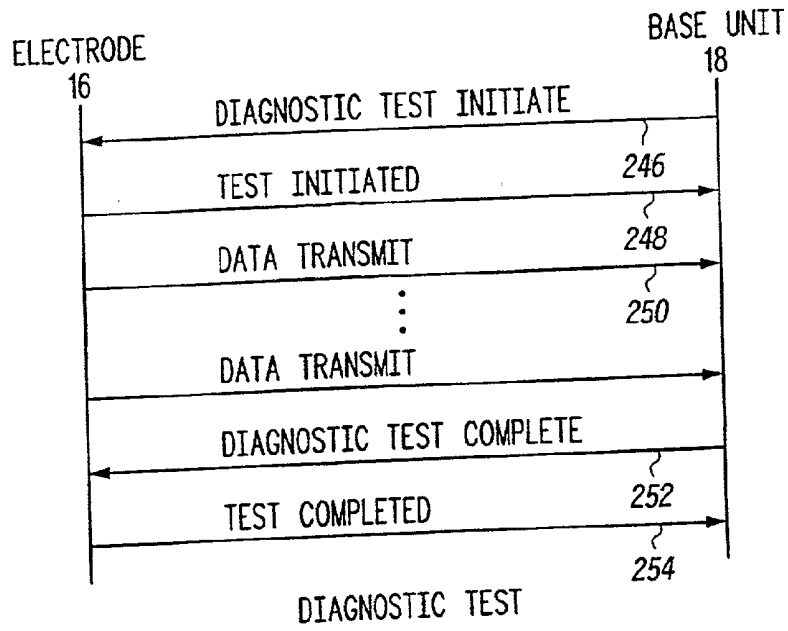 ELECTRODE
16
BASE UNIT
18
DIAGNOSTIC TEST INITIATE
246
TEST INITIATED
248
DATA TRANSMIT
250
DATA TRANSMIT
DIAGNOSTIC TEST COMPLETE
252
TEST COMPLETED
254
DIAGNOSTIC TEST